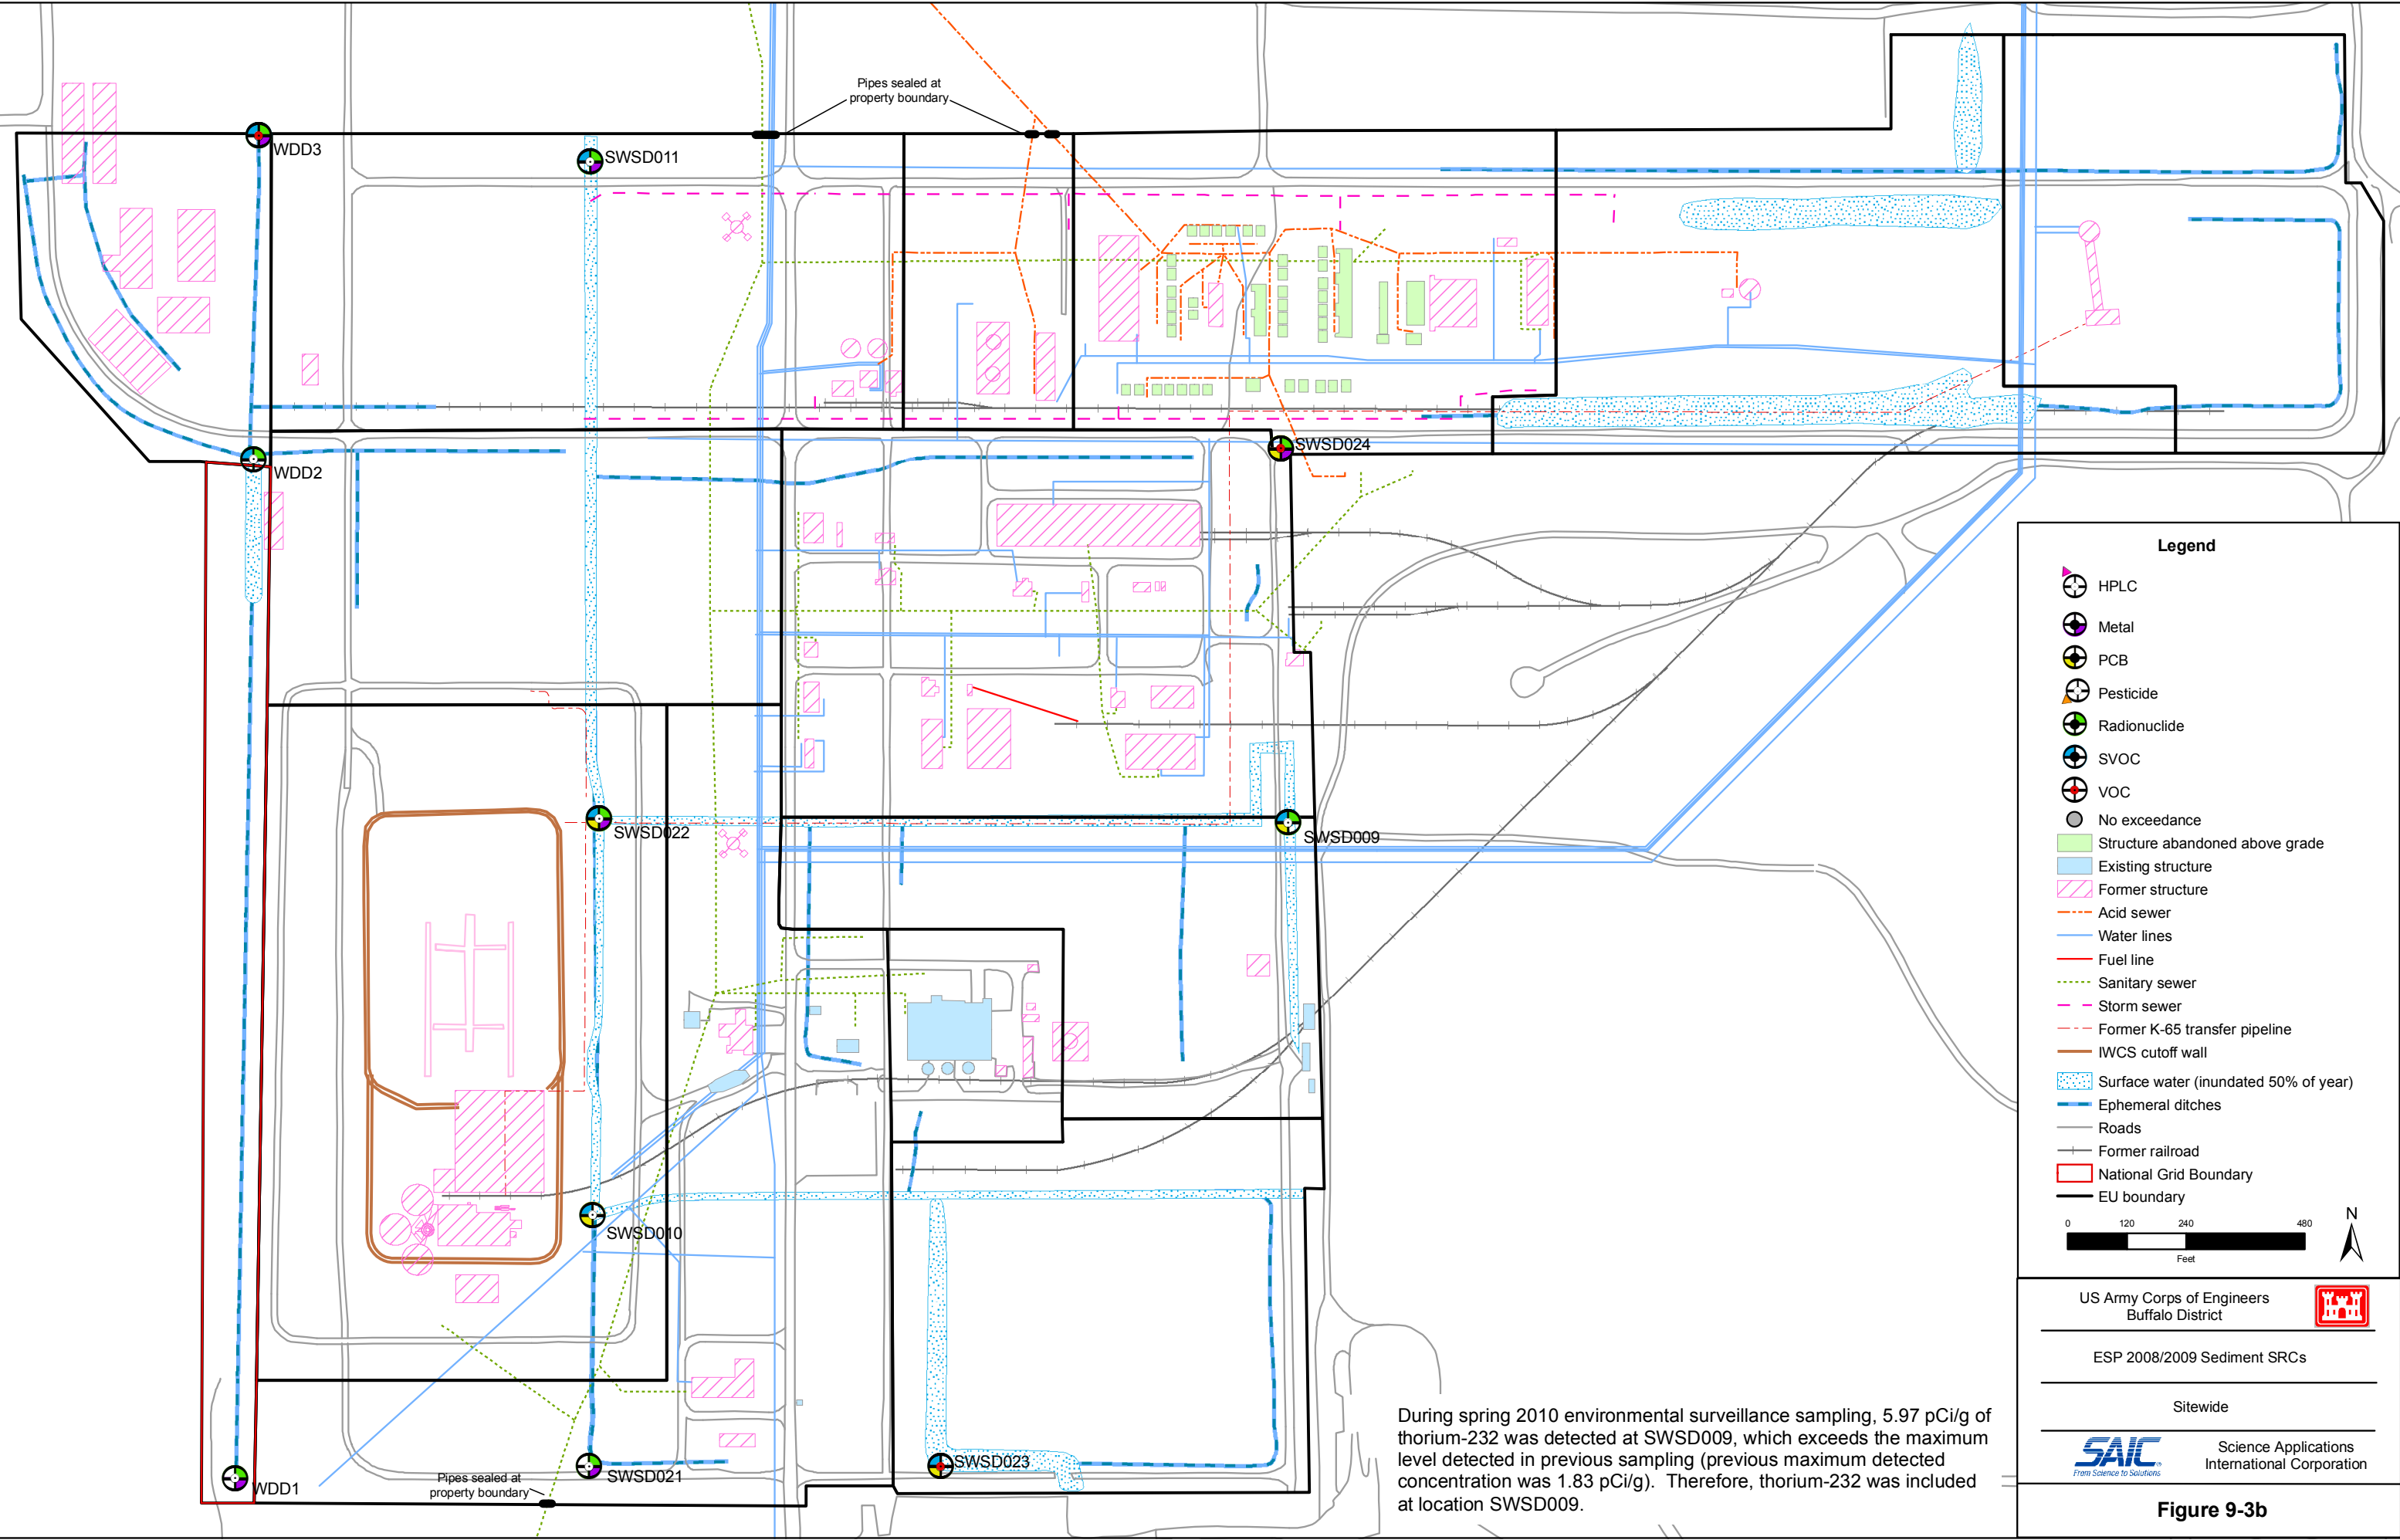 Pipes sealed at
property boundary
WDD3
SWSD011
SWSD024
WDD2
SWSD022
SWSD009
SWSD010
WDD1
Pipes sealed at
property boundary
SWSD021
SWSD023
During spring 2010 environmental surveillance sampling, 5.97 pCi/g of
thorium-232 was detected at SWSD009, which exceeds the maximum
level detected in previous sampling (previous maximum detected
concentration was 1.83 pCi/g). Therefore, thorium-232 was included
at location SWSD009.
Legend
HPLC
Metal
PCB
Pesticide
Radionuclide
SVOC
VOC
No exceedance
Structure abandoned above grade
Existing structure
Former structure
Acid sewer
Water lines
Fuel line
Sanitary sewer
Storm sewer
Former K-65 transfer pipeline
IWCS cutoff wall
Surface water (inundated 50% of year)
Ephemeral ditches
Roads
Former railroad
National Grid Boundary
EU boundary
0 120 240 480
Feet
N
US Army Corps of Engineers
Buffalo District
ESP 2008/2009 Sediment SRCs
Sitewide
SAIC
From Science to Solutions
Science Applications
International Corporation
Figure 9-3b